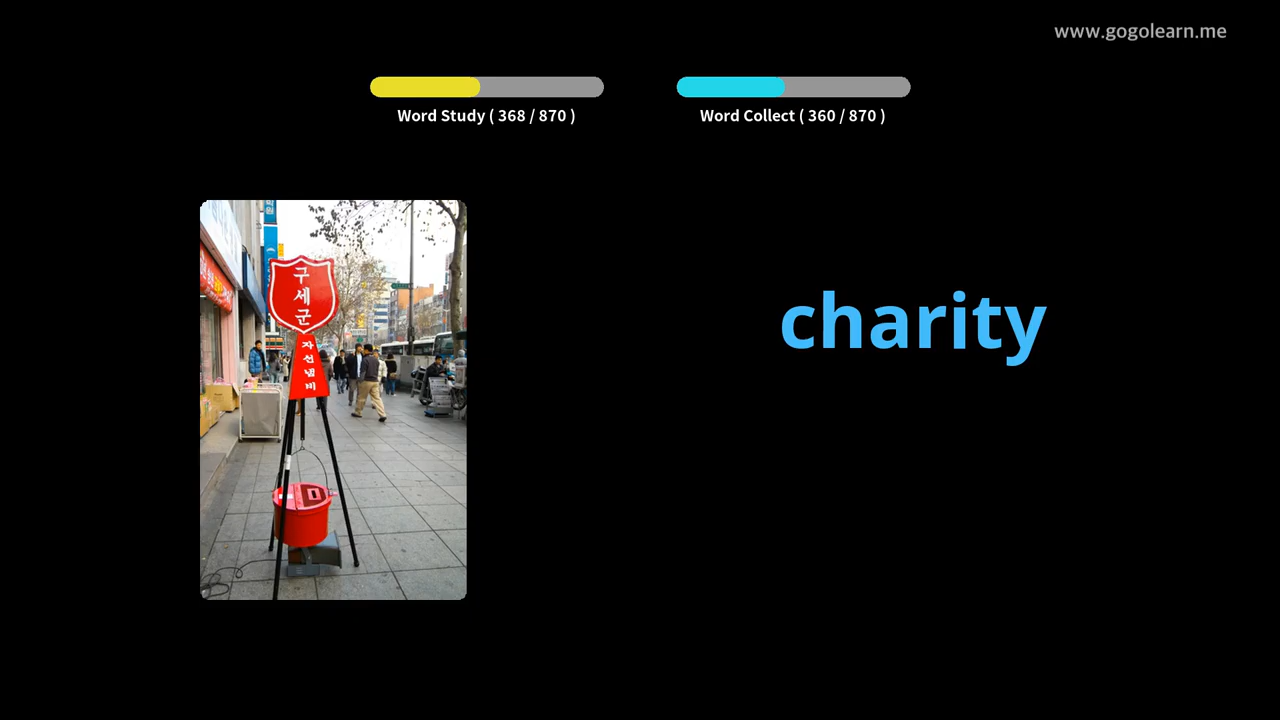 www.gogolearn.me
Word Study ( 368 / 870 )
Word Collect ( 360 / 870 )
구
세
군
자
선
냄
비
charity